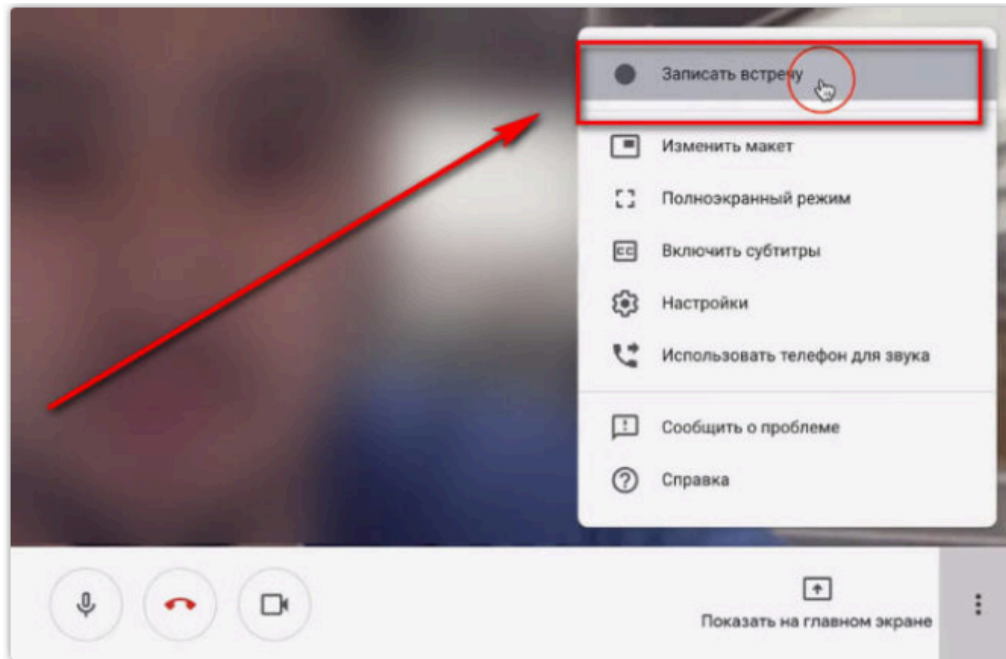 Записать встречу
Изменить макет
Полноэкранный режим
CC Включить субтитры
Настройки
Использовать телефон для звука
Сообщить о проблеме
Справка
Показать на главном экране